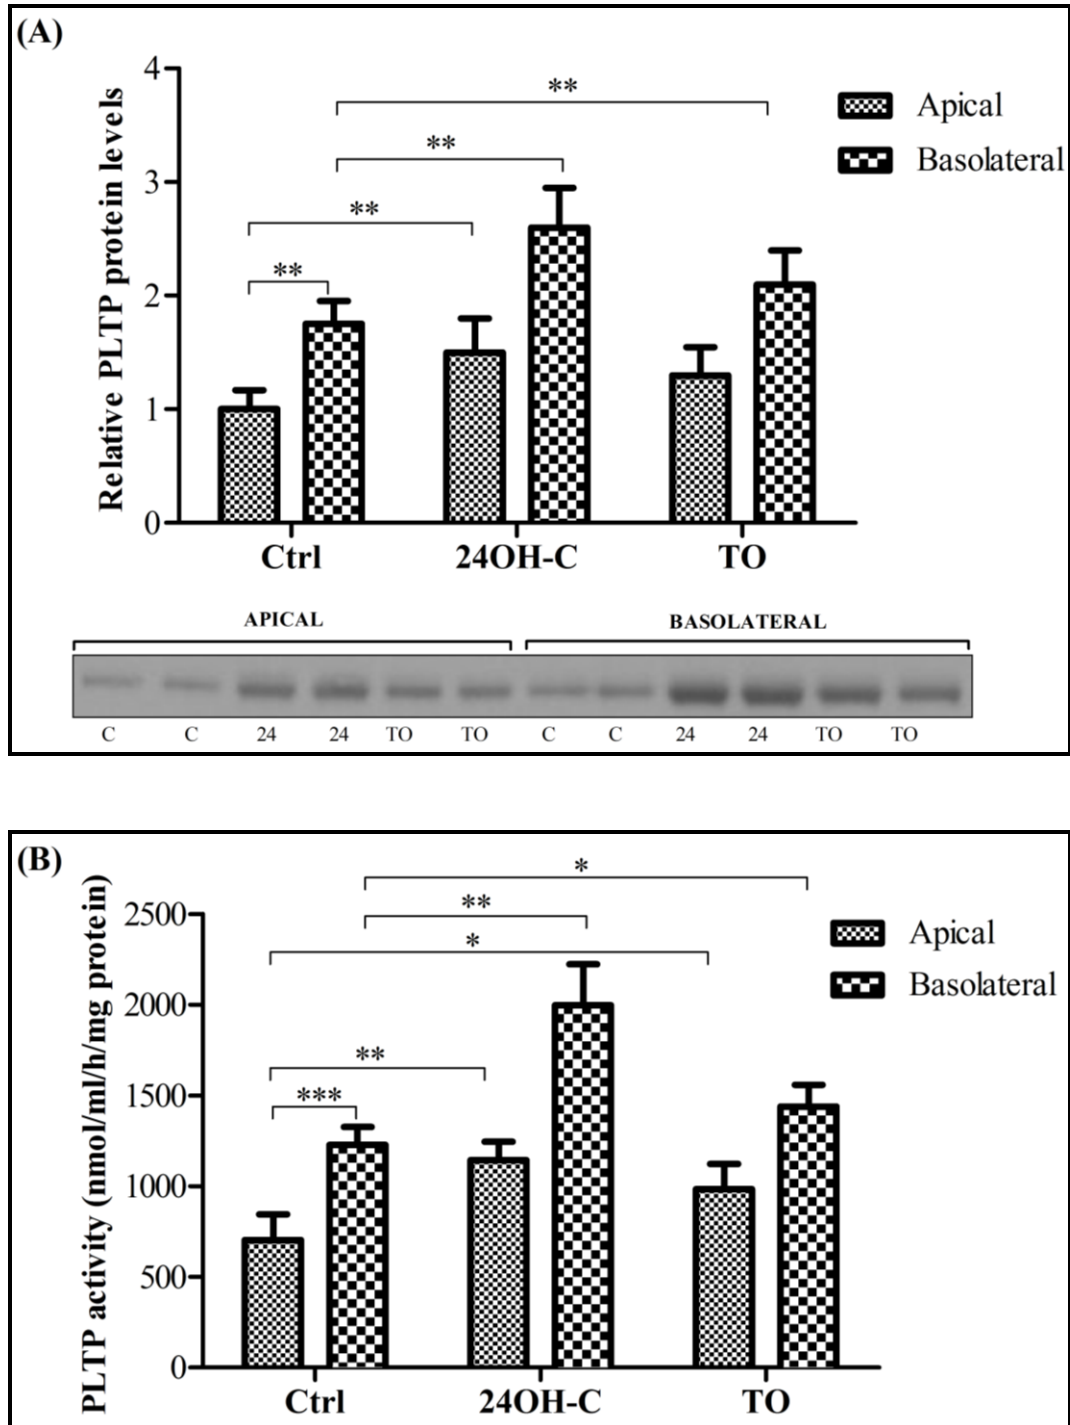 (A)
Relative PLTP protein levels
4
3
2
1
0
**
**
**
**
Apical
Basolateral
Ctrl 24OH-C TO
APICAL BASOLATERAL
C C 24 24 TO TO C C 24 24 TO TO
(B)
PLTP activity (nmol/ml/h/mg protein)
2500
2000
1500
1000
500
0
*
**
*
**
***
Apical
Basolateral
Ctrl 24OH-C TO